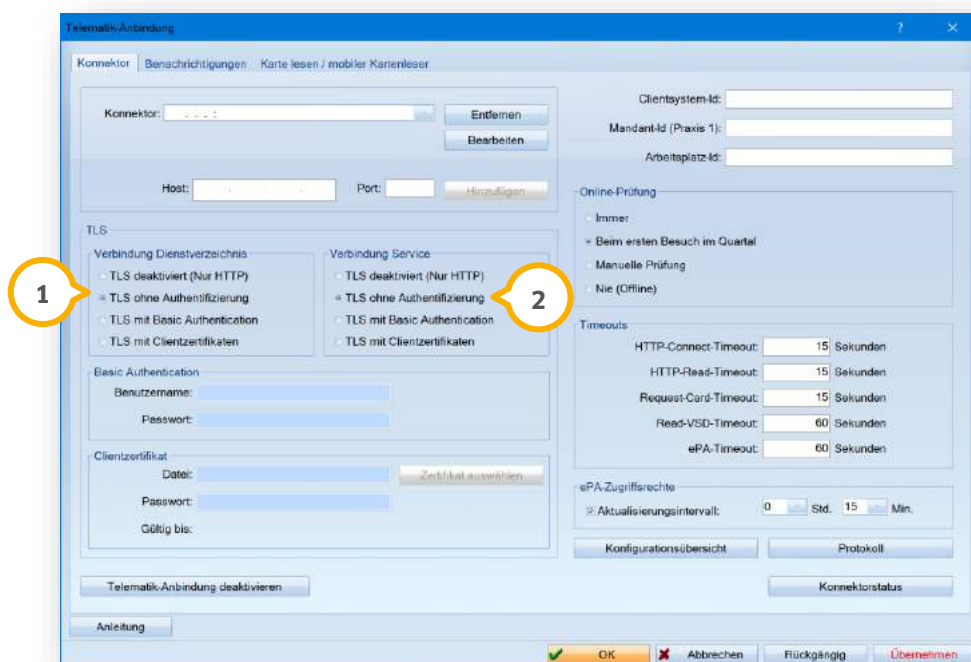 Telematik-Anbindung
?
Konnektor Benachrichtigungen Karte lesen / mobiler Kartenleser
Konnektor:
Entfernen
Bearbeiten
Host:
Port:
Hinzufügen
TLS
Verbindung Dienstverzeichnis
TLS deaktiviert (Nur HTTP)
1
TLS ohne Authentifizierung
TLS mit Basic Authentication
TLS mit Clientzertifikaten
Verbindung Service
TLS deaktiviert (Nur HTTP)
TLS ohne Authentifizierung
2
TLS mit Basic Authentication
TLS mit Clientzertifikaten
Basic Authentication
Benutzername:
Passwort:
Clientzertifikat
Datei:
Zertifikat auswählen
Passwort:
Gültig bis:
Telematik-Anbindung deaktivieren
Clientsystem-Id:
Mandant-Id (Praxis 1):
Arbeitsplatz-Id:
Online-Prüfung
Immer
Beim ersten Besuch im Quartal
Manuelle Prüfung
Nie (Offline)
Timeouts
HTTP-Connect-Timeout: 15 Sekunden
HTTP-Read-Timeout: 15 Sekunden
Request-Card-Timeout: 15 Sekunden
Read-VSD-Timeout: 60 Sekunden
ePA-Timeout: 60 Sekunden
ePA-Zugriffsrechte
Aktualisierungsintervall: 0 Std. 15 Min.
Konfigurationsübersicht
Protokoll
Konnektorstatus
Anleitung
OK
Abbrechen
Rückgängig
Übernehmen